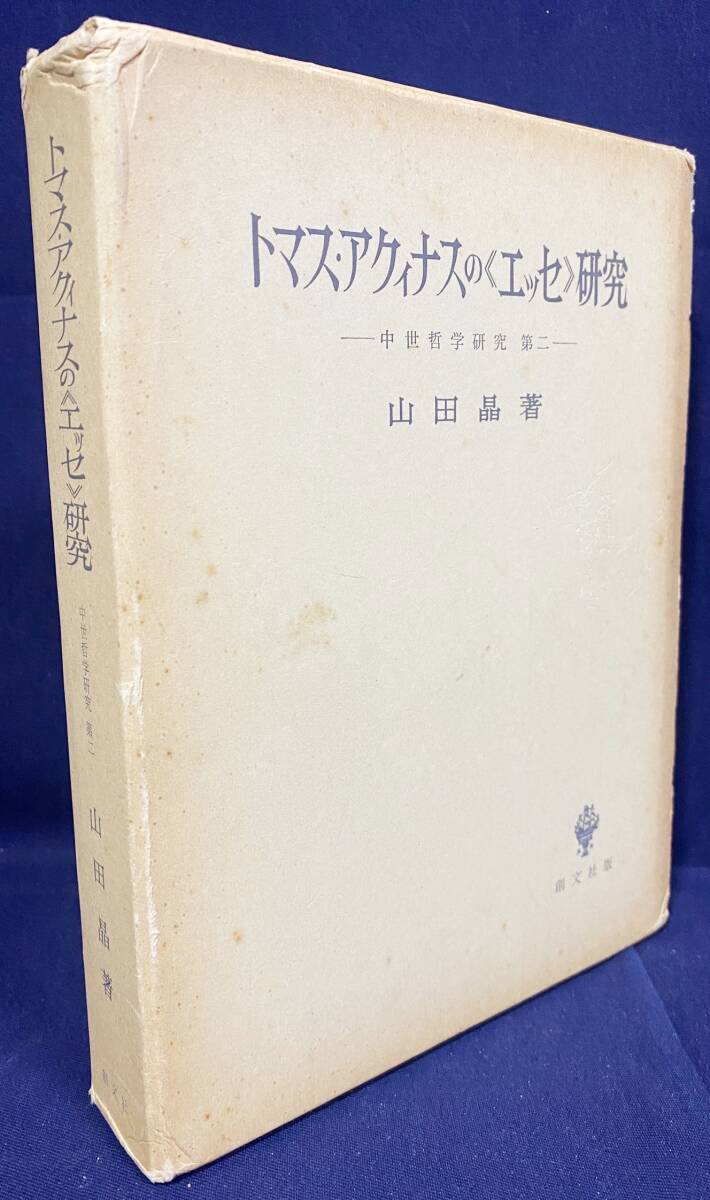 トマス・アクィナスの《エッセ》研究
——中世哲学研究 第二——
山田晶著
創文社版
トマス・アクィナスの《エッセ》研究
中世哲学研究 第二
山田晶著
創文社